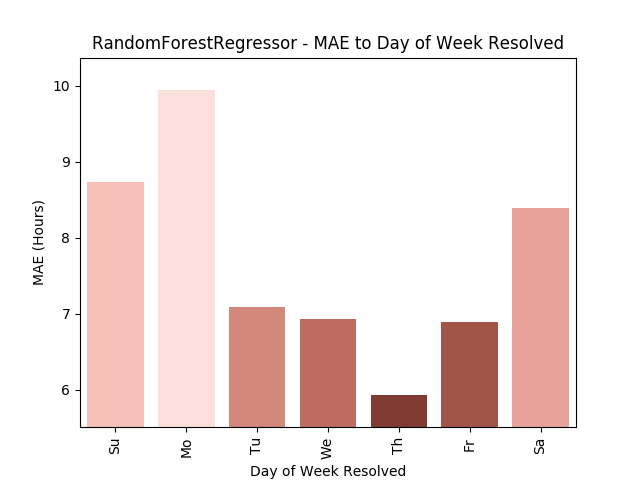 RandomForestRegressor - MAE to Day of Week Resolved
10
9
8
7
6
MAE (Hours)
Su
Mo
Tu
We
Th
Fr
Sa
Day of Week Resolved